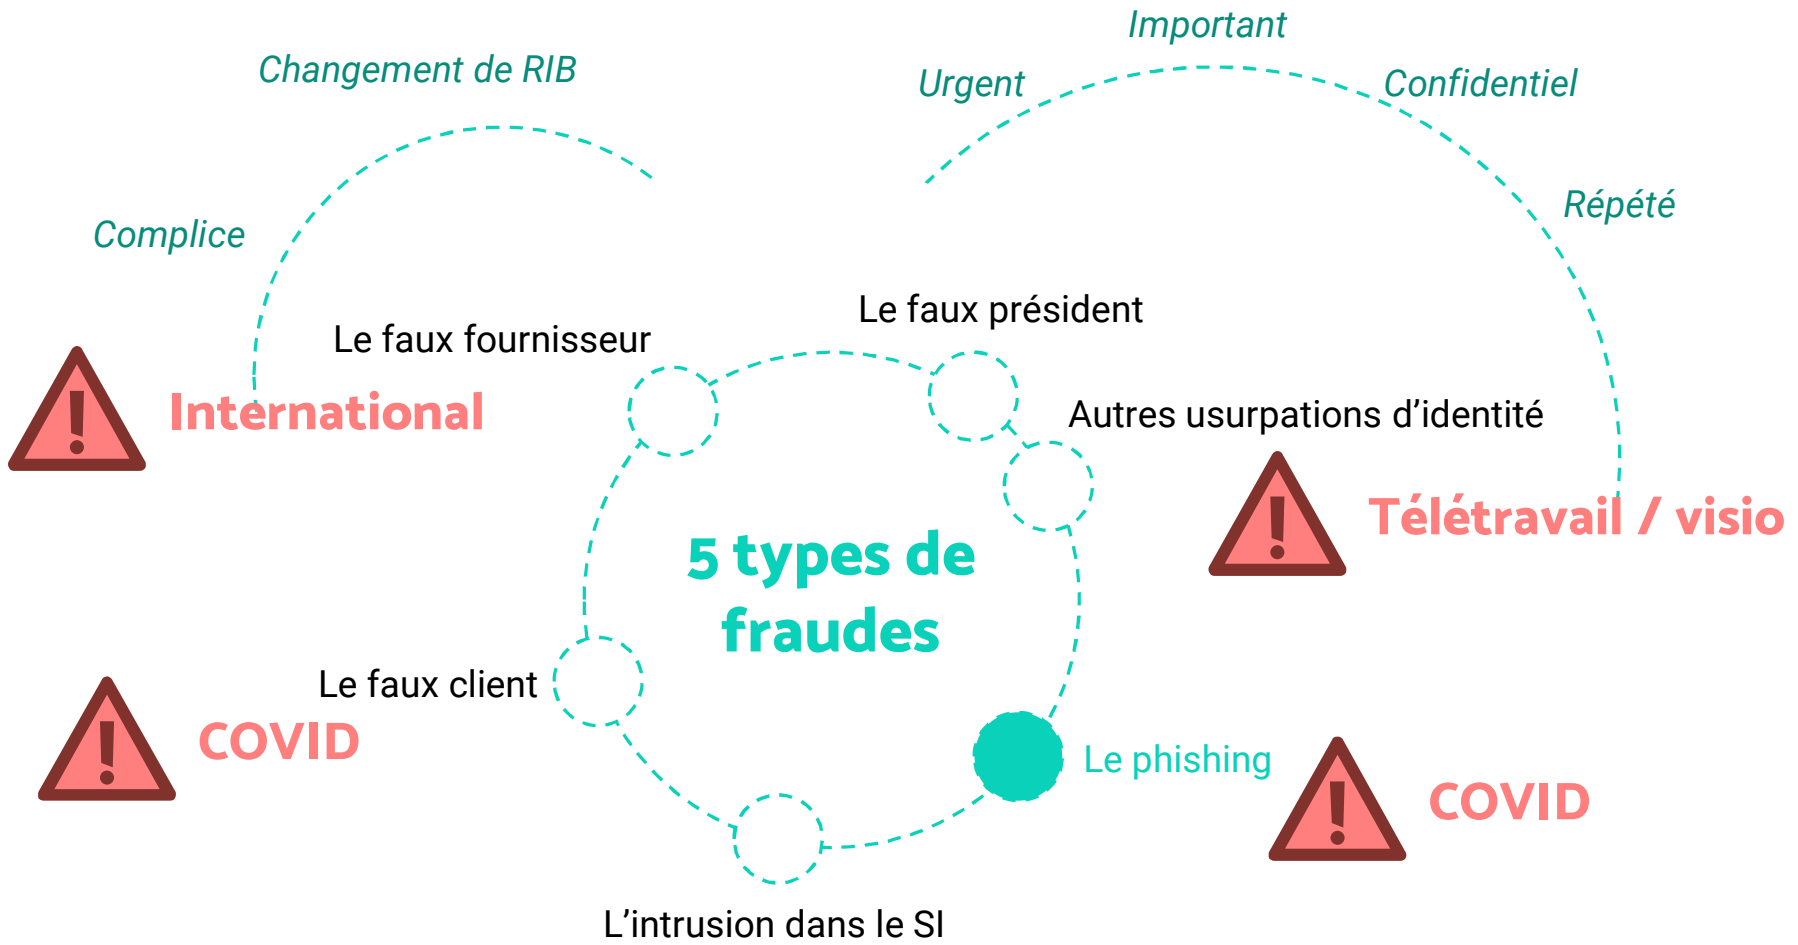 Important
Changement de RIB
Urgent
Confidentiel
Répété
Complice
Le faux président
Le faux fournisseur
International
Autres usurpations d’identité
Télétravail / visio
5 types de
fraudes
Le faux client
COVID
Le phishing
COVID
L’intrusion dans le SI